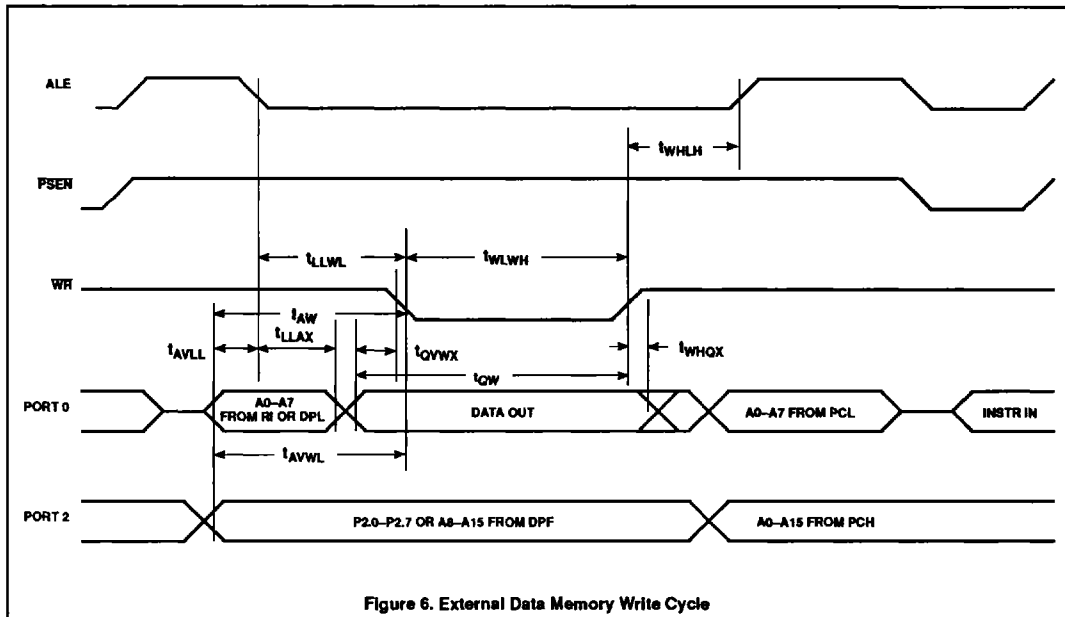 ALE
tWHLH
PSEN
tLLWL
tWLWH
WR
tAW
tLLAX
tAVLL
tQVWX
tWHQX
tQW
PORT 0
A0–A7
FROM RI OR DPL
DATA OUT
A0–A7 FROM PCL
INSTR IN
tAVWL
PORT 2
P2.0–P2.7 OR A8–A15 FROM DPF
A0–A15 FROM PCH
Figure 6. External Data Memory Write Cycle